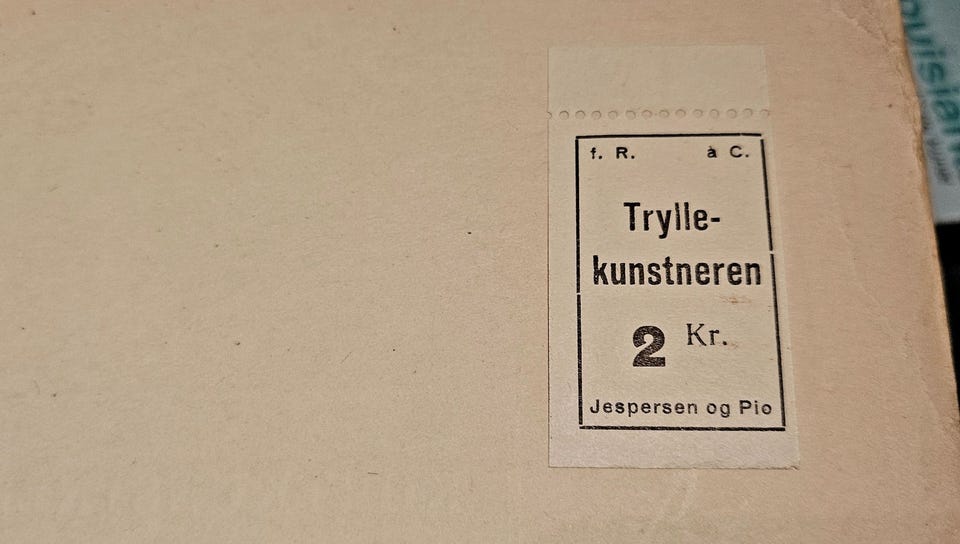 f. R. à C.
Trylle-
kunstneren
2 Kr.
Jespersen og Pio